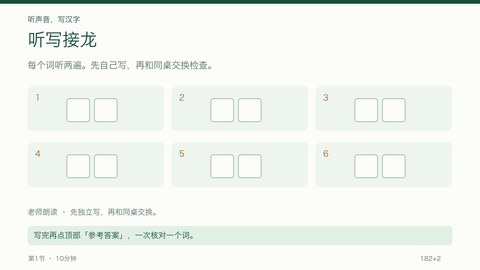 听声音，写汉字
听写接龙
每个词听两遍。先自己写，再和同桌交换检查。
1
2
3
4
5
6
老师朗读 · 先独立写，再和同桌交换。
写完再点顶部「参考答案」，一次核对一个词。
第1节 · 10分钟
182+2